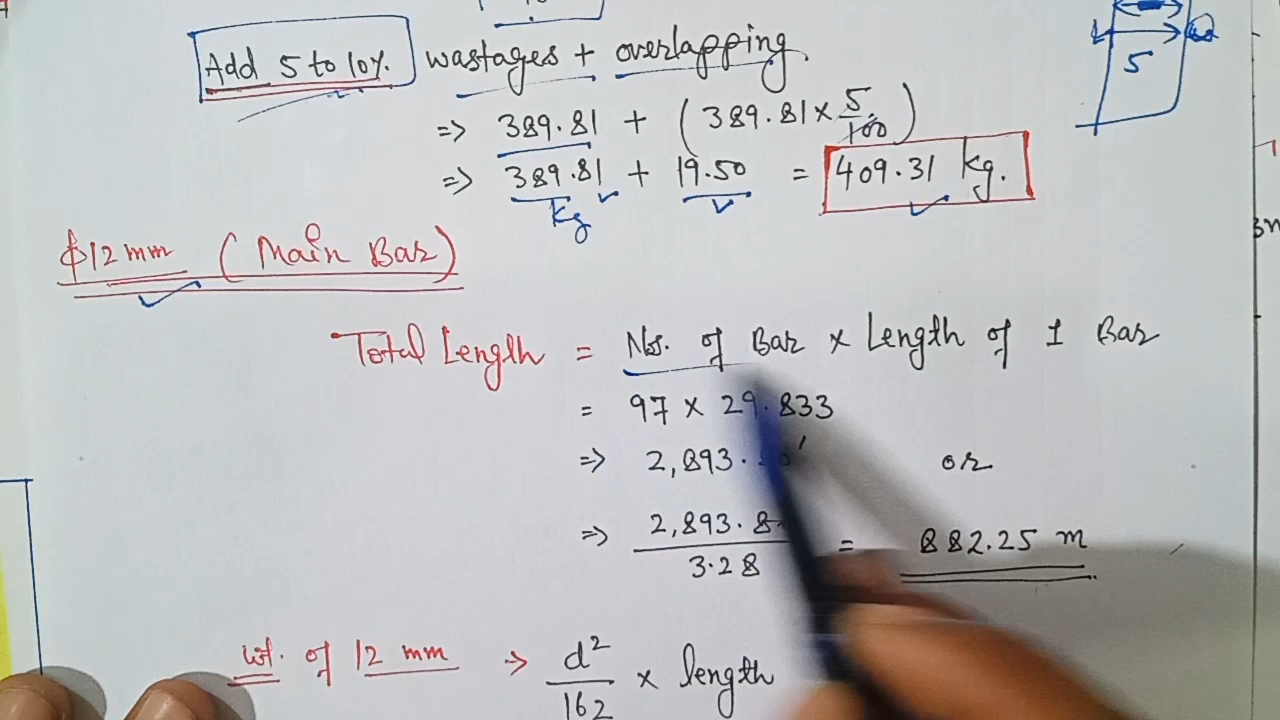 Add 5 to 10%. wastages + overlapping.
=> 389.81 + (389.81 × 5/100)
=> 389.81 + 19.50 = 409.31 kg.
kg
5
ϕ12 mm (Main Bar)
Total Length = Nos. of Bar × Length of 1 Bar
= 97 × 29.833
=> 2,893. or
=> 2,893.8 / 3.28 = 882.25 m
wt. of 12 mm → d²/162 × length